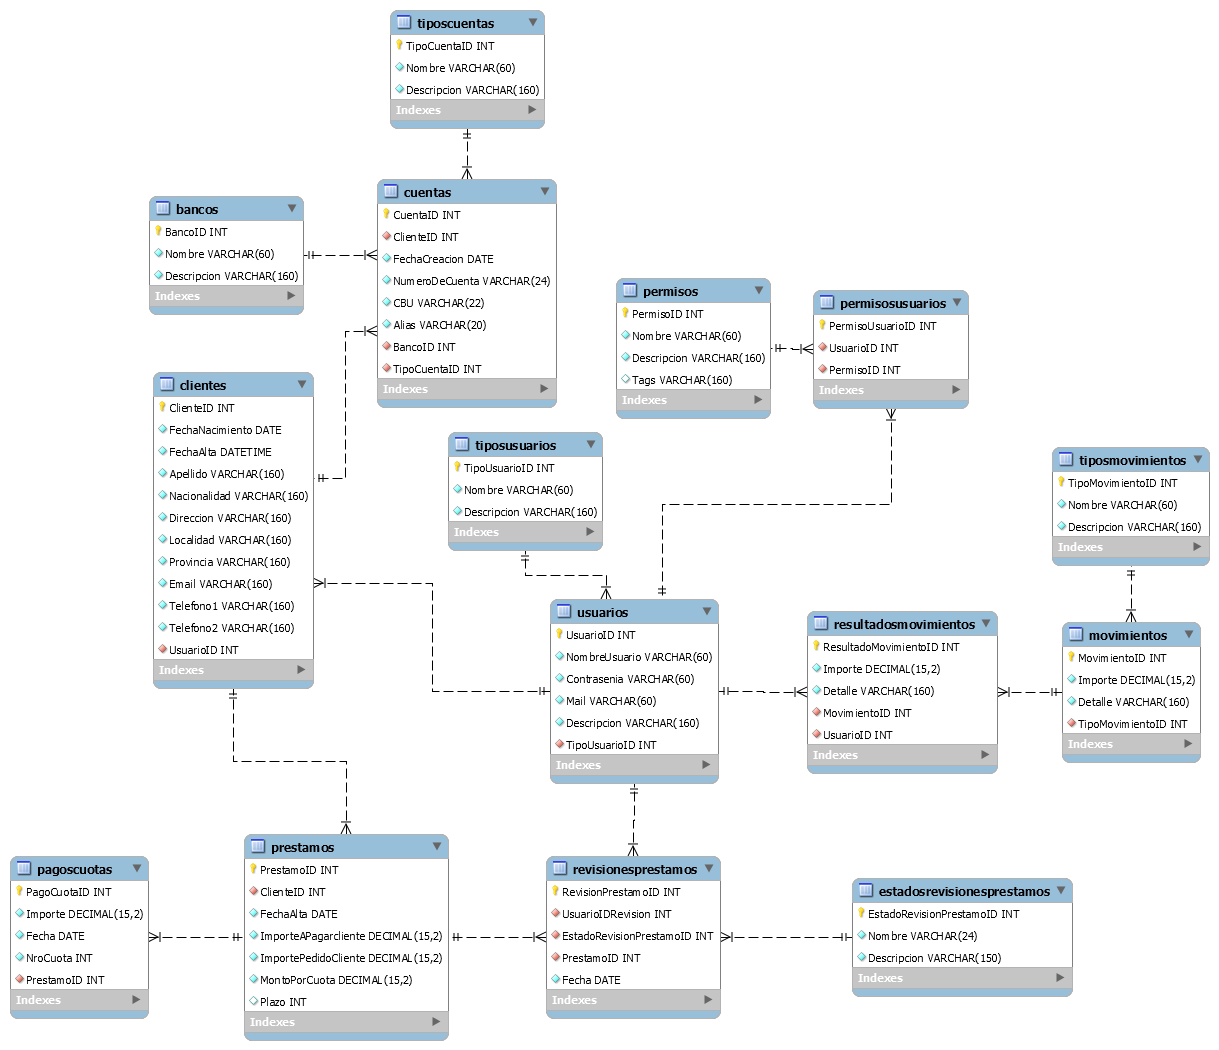 tiposcuentas
TipoCuentaID INT
Nombre VARCHAR(60)
Descripcion VARCHAR(160)
Indexes
bancos
BancoID INT
Nombre VARCHAR(60)
Descripcion VARCHAR(160)
Indexes
cuentas
CuentaID INT
ClienteID INT
FechaCreacion DATE
NumeroDeCuenta VARCHAR(24)
CBU VARCHAR(22)
Alias VARCHAR(20)
BancoID INT
TipoCuentaID INT
Indexes
permisos
PermisoID INT
Nombre VARCHAR(60)
Descripcion VARCHAR(160)
Tags VARCHAR(160)
Indexes
permisosusuarios
PermisoUsuarioID INT
UsuarioID INT
PermisoID INT
Indexes
clientes
ClienteID INT
FechaNacimiento DATE
FechaAlta DATETIME
Apellido VARCHAR(160)
Nacionalidad VARCHAR(160)
Direccion VARCHAR(160)
Localidad VARCHAR(160)
Provincia VARCHAR(160)
Email VARCHAR(160)
Telefono1 VARCHAR(160)
Telefono2 VARCHAR(160)
UsuarioID INT
Indexes
tiposusuarios
TipoUsuarioID INT
Nombre VARCHAR(60)
Descripcion VARCHAR(160)
Indexes
tiposmovimientos
TipoMovimientoID INT
Nombre VARCHAR(60)
Descripcion VARCHAR(160)
Indexes
usuarios
UsuarioID INT
NombreUsuario VARCHAR(60)
Contrasenia VARCHAR(60)
Mail VARCHAR(60)
Descripcion VARCHAR(160)
TipoUsuarioID INT
Indexes
resultadosmovimientos
ResultadoMovimientoID INT
Importe DECIMAL(15,2)
Detalle VARCHAR(160)
MovimientoID INT
UsuarioID INT
Indexes
movimientos
MovimientoID INT
Importe DECIMAL(15,2)
Detalle VARCHAR(160)
TipoMovimientoID INT
Indexes
pagoscuotas
PagoCuotaID INT
Importe DECIMAL(15,2)
Fecha DATE
NroCuota INT
PrestamoID INT
Indexes
prestamos
PrestamoID INT
ClienteID INT
FechaAlta DATE
ImporteAPagarcliente DECIMAL(15,2)
ImportePedidoCliente DECIMAL(15,2)
MontoPorCuota DECIMAL(15,2)
Plazo INT
Indexes
revisionesprestamos
RevisionPrestamoID INT
UsuarioIDRevision INT
EstadoRevisionPrestamoID INT
PrestamoID INT
Fecha DATE
Indexes
estadosrevisionesprestamos
EstadoRevisionPrestamoID INT
Nombre VARCHAR(24)
Descripcion VARCHAR(150)
Indexes